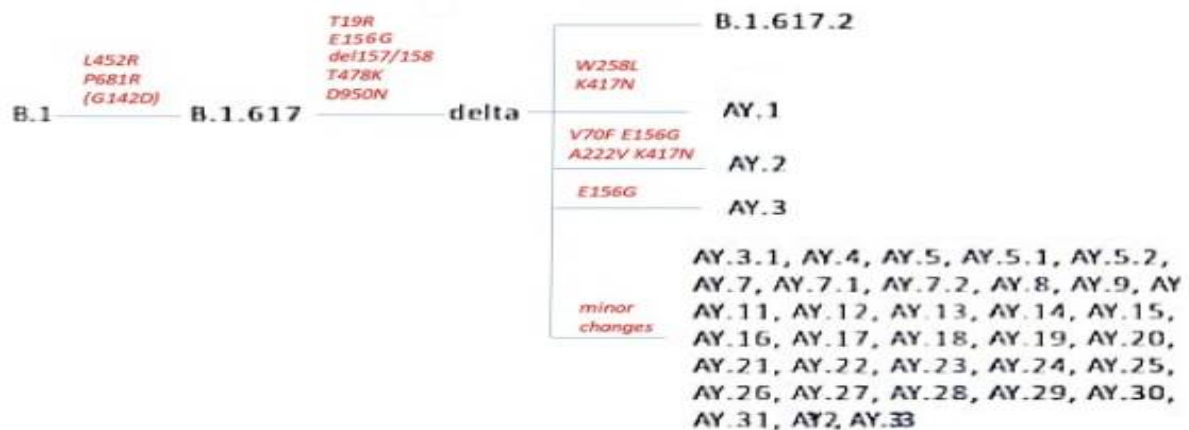 T19R
E156G
del157/158
T478K
D950N
L452R
P681R
(G142D)
B.1
B.1.617
delta
B.1.617.2
W258L
K417N
AY.1
V70F E156G
A222V K417N
AY.2
E156G
AY.3
minor
changes
AY.3.1, AY.4, AY.5, AY.5.1, AY.5.2,
AY.7, AY.7.1, AY.7.2, AY.8, AY.9, AY
AY.11, AY.12, AY.13, AY.14, AY.15,
AY.16, AY.17, AY.18, AY.19, AY.20,
AY.21, AY.22, AY.23, AY.24, AY.25,
AY.26, AY.27, AY.28, AY.29, AY.30,
AY.31, AY2, AY.33